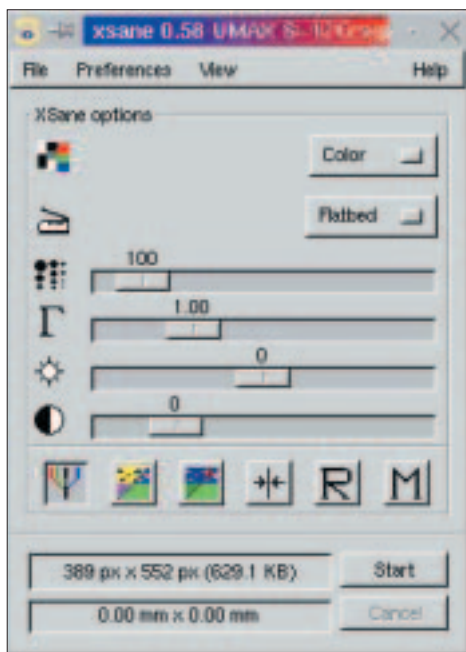 xsane 0.58 UMAX S-12
File Preferences View Help
XSane options
Color
Flatbed
100
Γ 1.00
0
0
R M
389 px x 552 px (629.1 KB) Start
0.00 mm x 0.00 mm Cancel